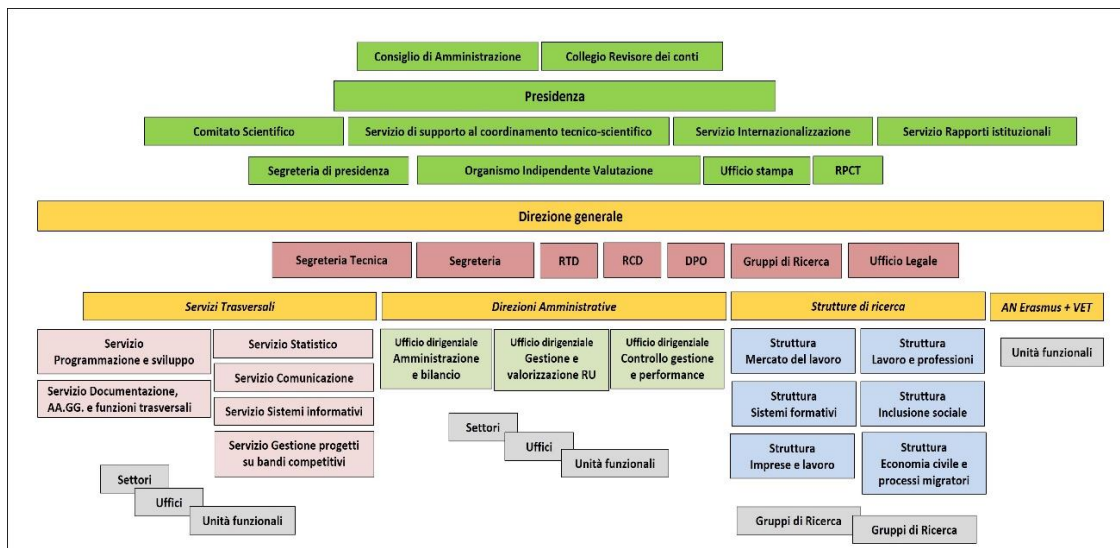 Consiglio di Amministrazione
Collegio Revisore dei conti
Presidenza
Comitato Scientifico
Servizio di supporto al coordinamento tecnico-scientifico
Servizio Internazionalizzazione
Servizio Rapporti istituzionali
Segreteria di presidenza
Organismo Indipendente Valutazione
Ufficio stampa
RPCT
Direzione generale
Segreteria Tecnica
Segreteria
RTD
RCD
DPO
Gruppi di Ricerca
Ufficio Legale
Servizi Trasversali
Servizio
Programmazione e sviluppo
Servizio Documentazione,
AA.GG. e funzioni trasversali
Servizio Statistico
Servizio Comunicazione
Servizio Sistemi informativi
Servizio Gestione progetti
su bandi competitivi
Settori
Uffici
Unità funzionali
Direzioni Amministrative
Ufficio dirigenziale
Amministrazione
e bilancio
Ufficio dirigenziale
Gestione e
valorizzazione RU
Ufficio dirigenziale
Controllo gestione
e performance
Settori
Uffici
Unità funzionali
Strutture di ricerca
Struttura
Mercato del lavoro
Struttura
Lavoro e professioni
Struttura
Sistemi formativi
Struttura
Inclusione sociale
Struttura
Imprese e lavoro
Struttura
Economia civile e
processi migratori
Gruppi di Ricerca
Gruppi di Ricerca
AN Erasmus + VET
Unità funzionali